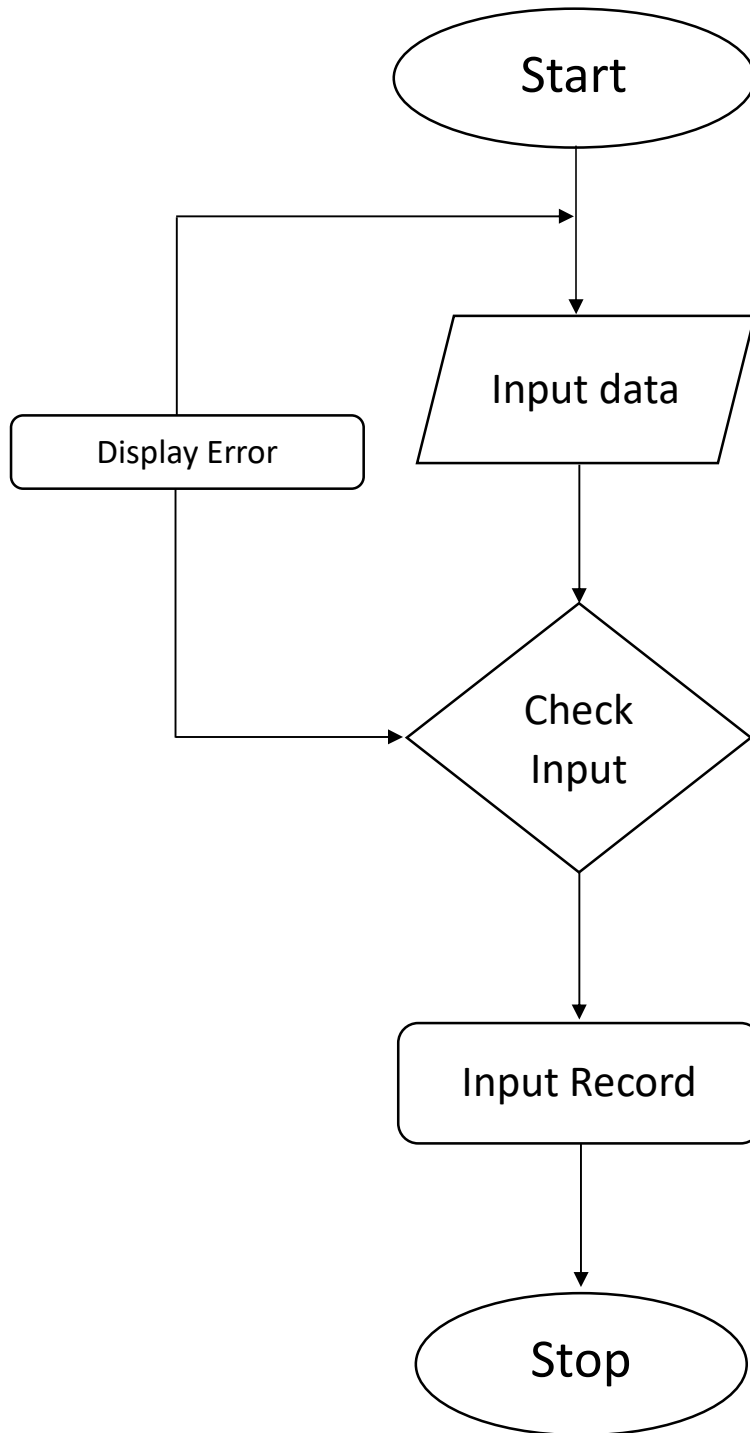 Start
Input data
Display Error
Check
Input
Input Record
Stop